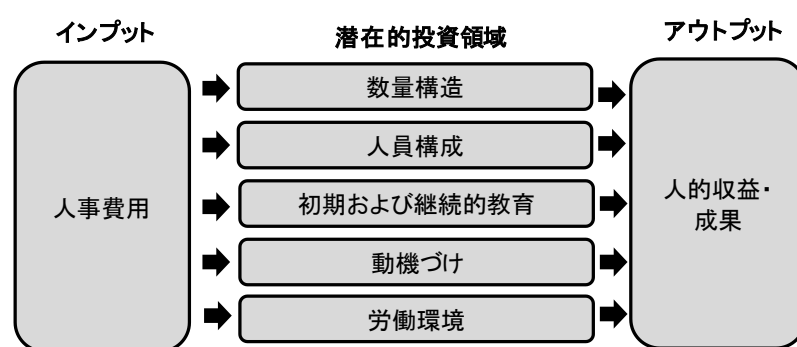 インプット
潜在的投資領域
アウトプット
人事費用
数量構造
人員構成
初期および継続的教育
動機づけ
労働環境
人的収益・
成果